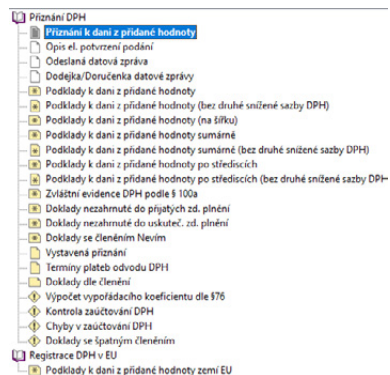 Přiznání DPH
Přiznání k dani z přidané hodnoty
Opis el. potvrzení podání
Odeslaná datová zpráva
Dodejka/Doručenka datové zprávy
Podklady k dani z přidané hodnoty
Podklady k dani z přidané hodnoty (bez druhé snížené sazby DPH)
Podklady k dani z přidané hodnoty (na šířku)
Podklady k dani z přidané hodnoty sumárně
Podklady k dani z přidané hodnoty sumárně (bez druhé snížené sazby DPH)
Podklady k dani z přidané hodnoty po střediscích
Podklady k dani z přidané hodnoty po střediscích (bez druhé snížené sazby DPH
Zvláštní evidence DPH podle § 100a
Doklady nezahrnuté do přijatých zd. plnění
Doklady nezahrnuté do uskuteč. zd. plnění
Doklady se členěním Nevím
Vystavená přiznání
Termíny plateb odvodu DPH
Doklady dle členění
Výpočet vypořádacího koeficientu dle §76
Kontrola zaúčtování DPH
Chyby v zaúčtování DPH
Doklady se špatným členěním
Registrace DPH v EU
Podklady k dani z přidané hodnoty zemí EU